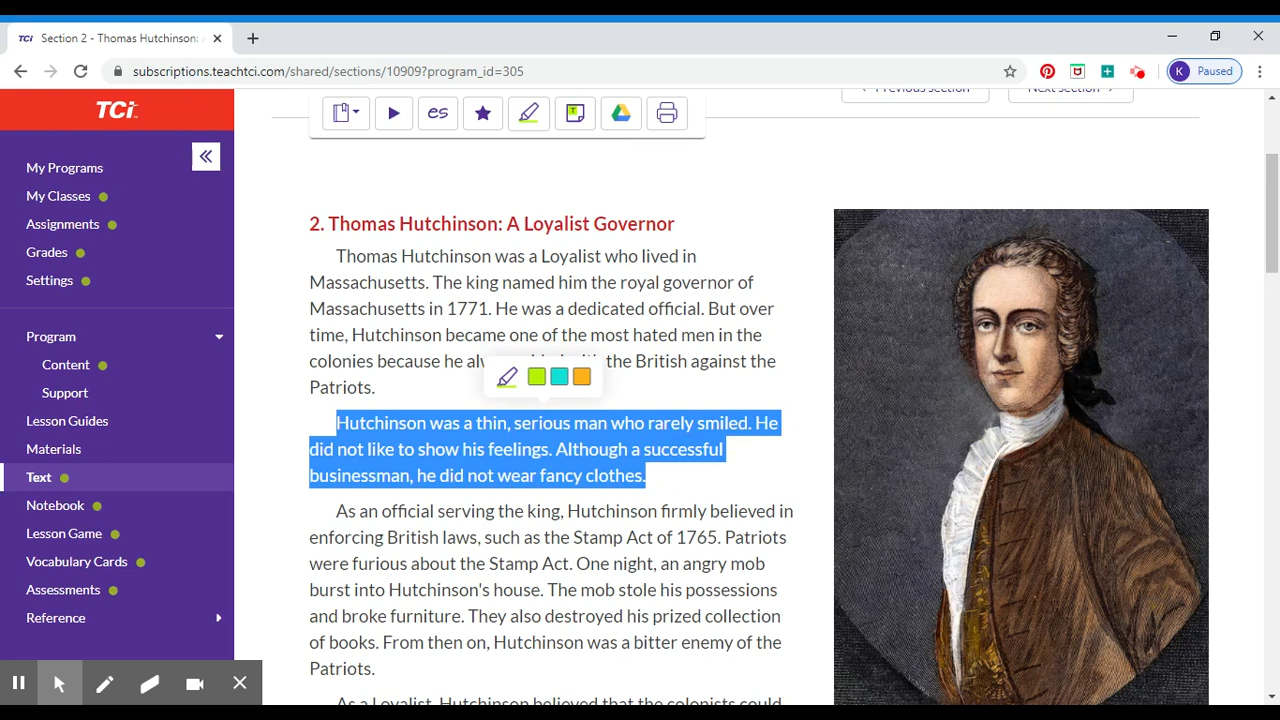 TCi Section 2 - Thomas Hutchinson:
subscriptions.teachtci.com/shared/sections/10909?program_id=305
K Paused
TCi
Previous section
Next section
es
My Programs
My Classes
Assignments
Grades
Settings
Program
Content
Support
Lesson Guides
Materials
Text
Notebook
Lesson Game
Vocabulary Cards
Assessments
Reference
2. Thomas Hutchinson: A Loyalist Governor
Thomas Hutchinson was a Loyalist who lived in
Massachusetts. The king named him the royal governor of
Massachusetts in 1771. He was a dedicated official. But over
time, Hutchinson became one of the most hated men in the
colonies because he the British against the
Patriots.
Hutchinson was a thin, serious man who rarely smiled. He
did not like to show his feelings. Although a successful
businessman, he did not wear fancy clothes.
As an official serving the king, Hutchinson firmly believed in
enforcing British laws, such as the Stamp Act of 1765. Patriots
were furious about the Stamp Act. One night, an angry mob
burst into Hutchinson's house. The mob stole his possessions
and broke furniture. They also destroyed his prized collection
of books. From then on, Hutchinson was a bitter enemy of the
Patriots.
As a Loyalist, Hutchinson believed that the colonists could